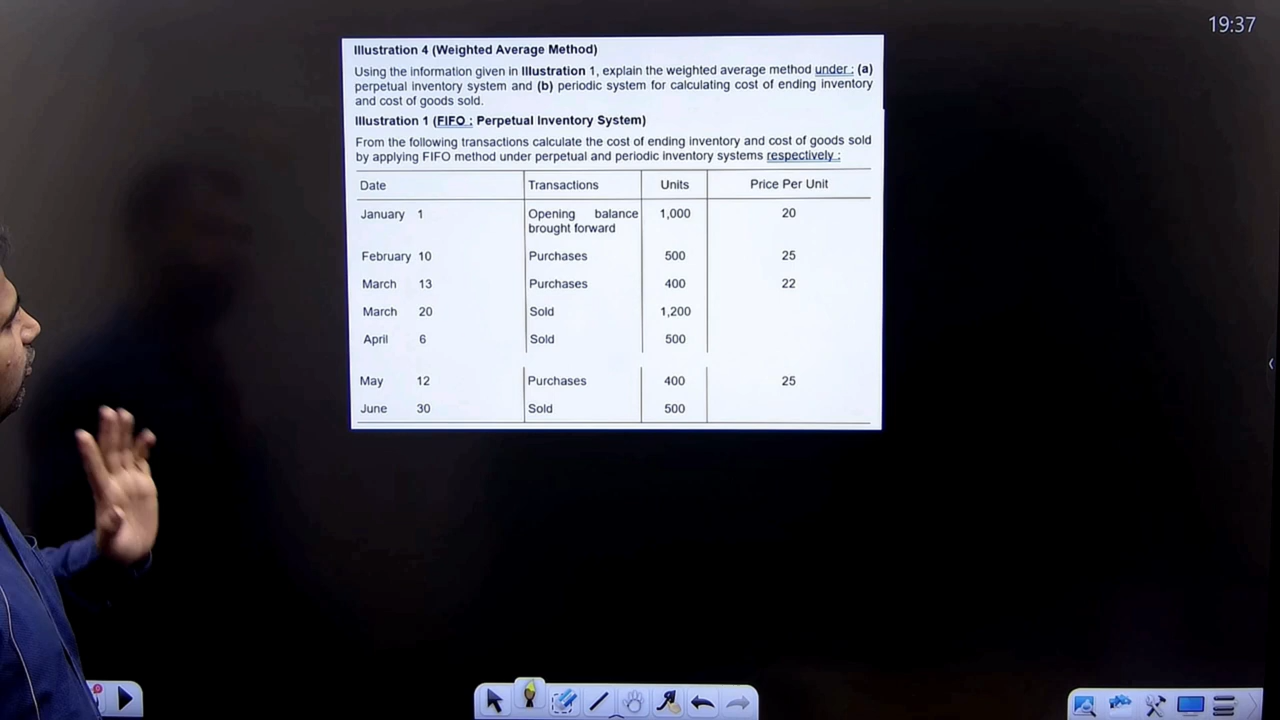 19:37
Illustration 4 (Weighted Average Method)
Using the information given in Illustration 1, explain the weighted average method under : (a)
perpetual inventory system and (b) periodic system for calculating cost of ending inventory
and cost of goods sold.
Illustration 1 (FIFO : Perpetual Inventory System)
From the following transactions calculate the cost of ending inventory and cost of goods sold
by applying FIFO method under perpetual and periodic inventory systems respectively :
Date Transactions Units Price Per Unit
January 1 Opening balance 1,000 20
brought forward
February 10 Purchases 500 25
March 13 Purchases 400 22
March 20 Sold 1,200
April 6 Sold 500
May 12 Purchases 400 25
June 30 Sold 500